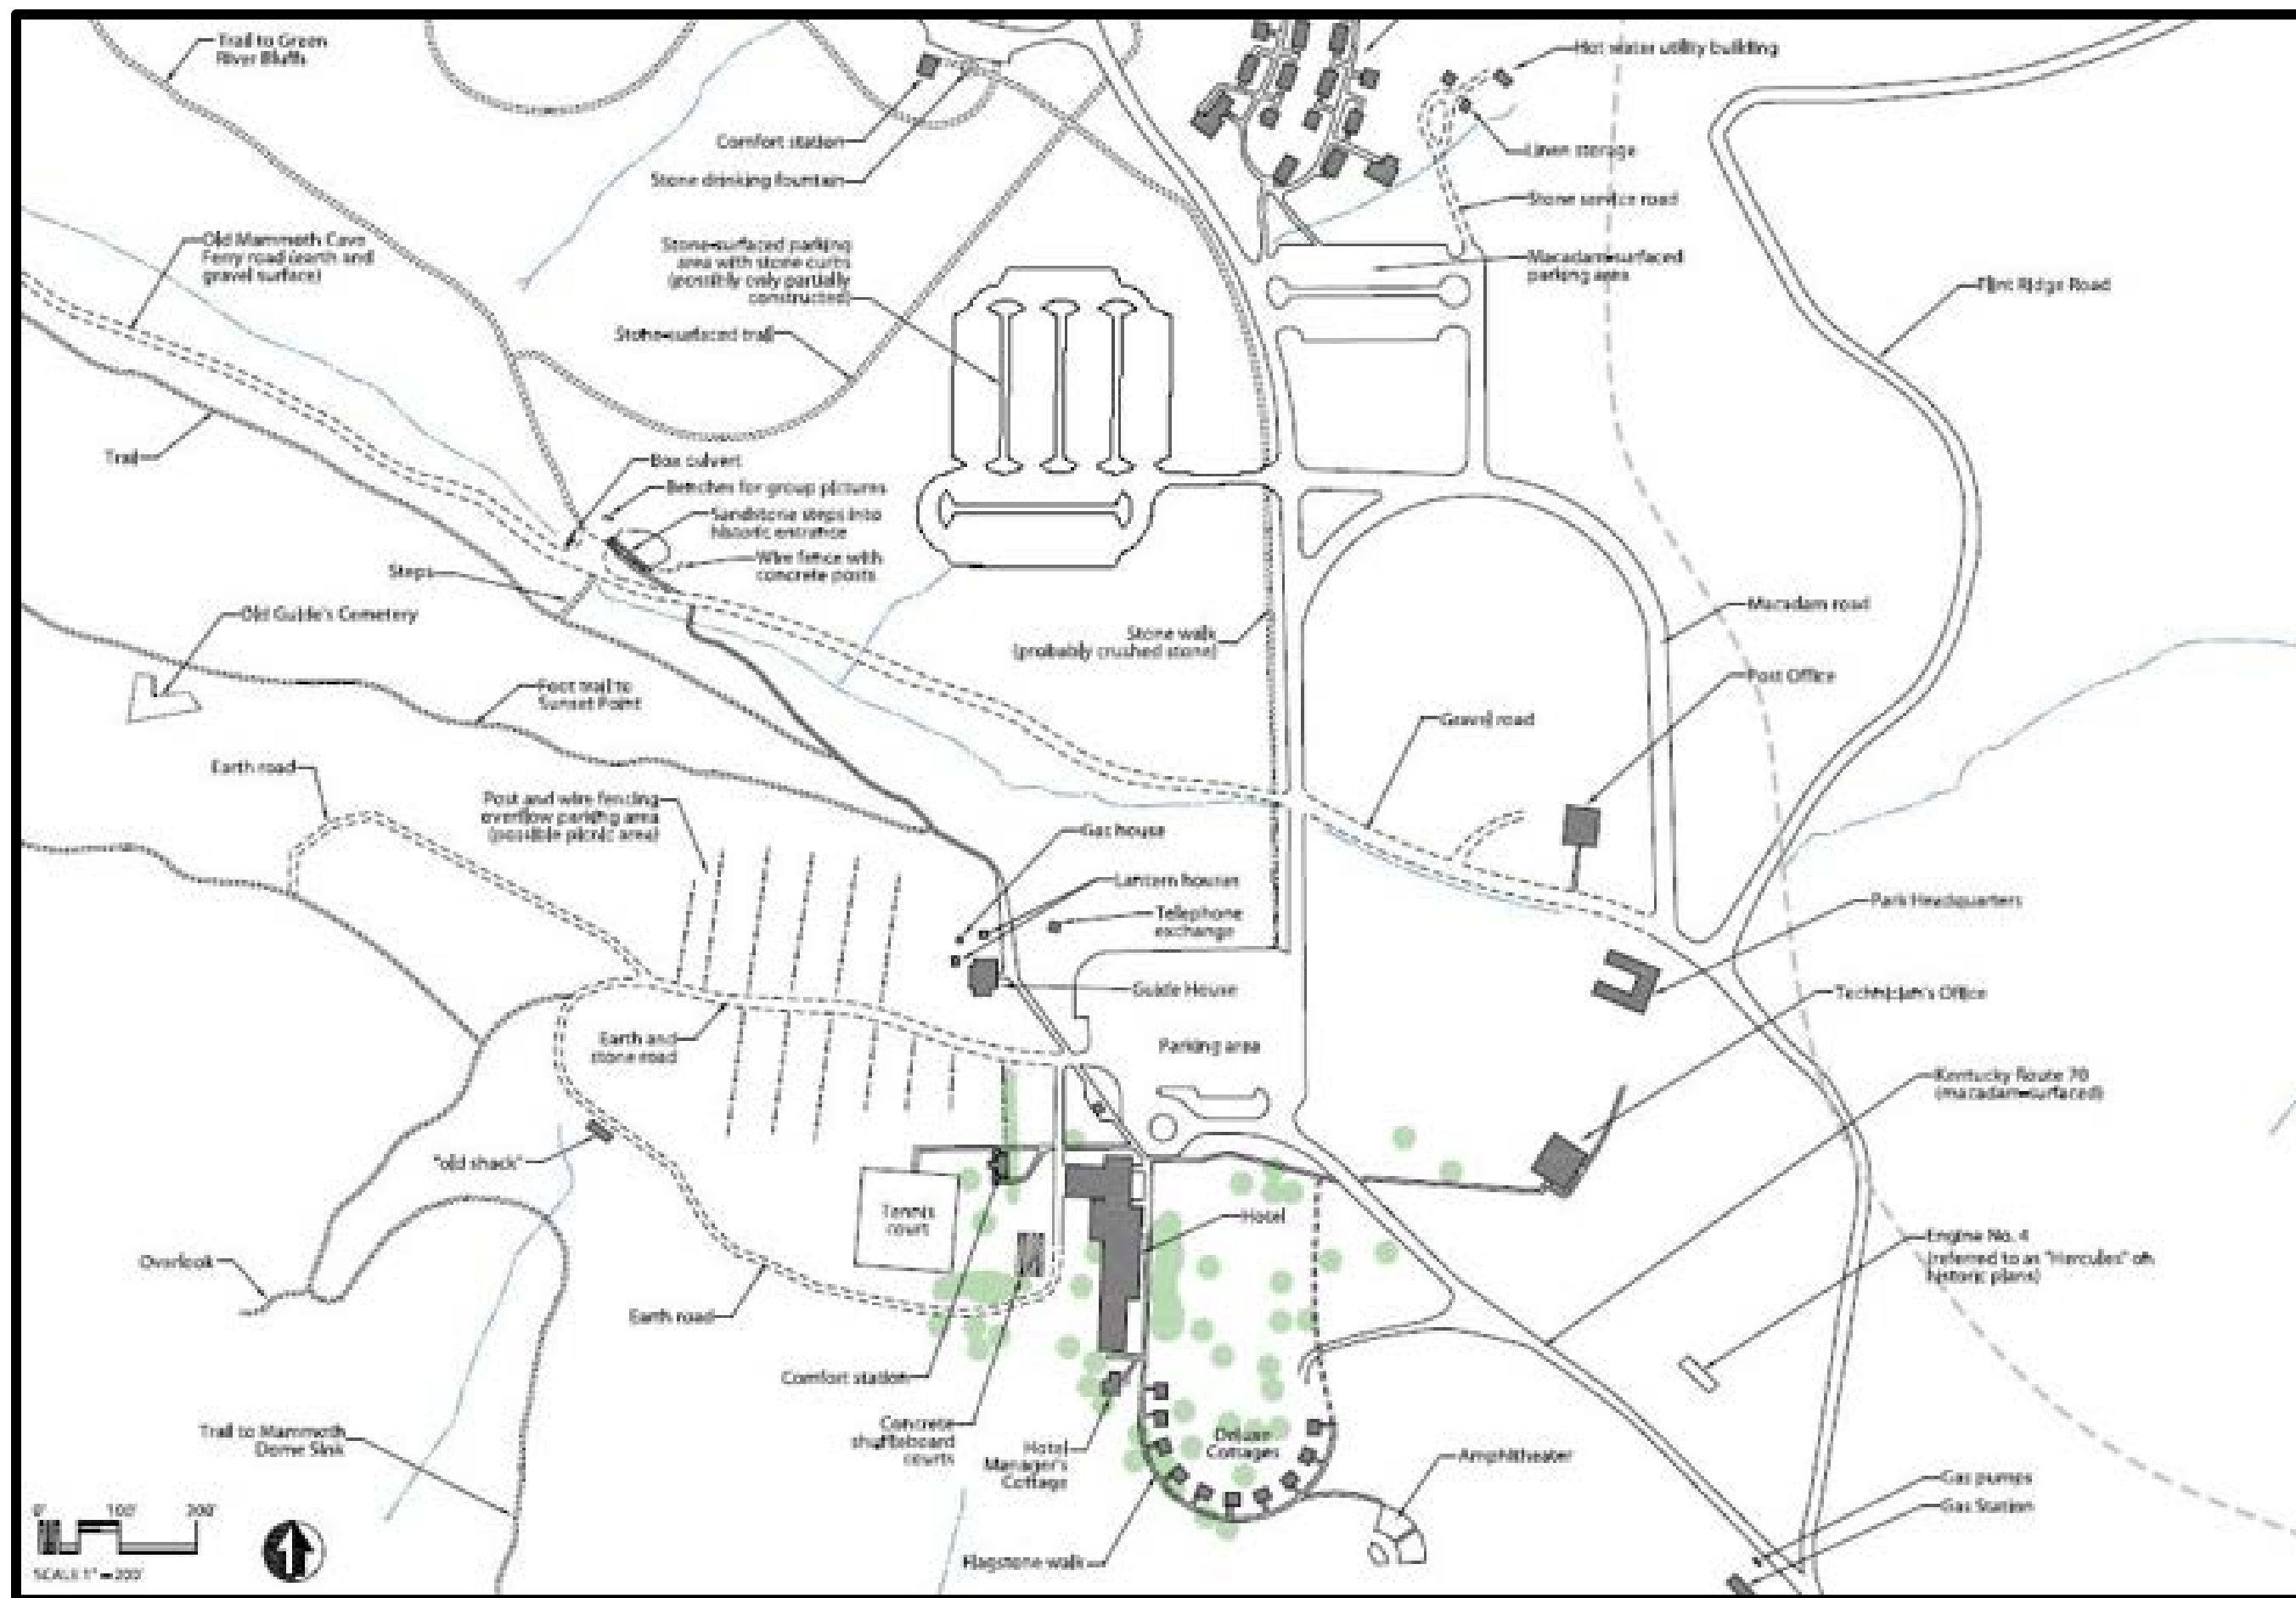 Trail to Green
River Bluffs
Hot water utility building
Comfort station
Linen storage
Stone drinking fountain
Stone service road
Old Mammoth Cave
Ferry road (earth and
gravel surface)
Stone-surfaced parking
area with stone curbs
(possibly only partially
constructed)
Macadam-surfaced
parking area
Flint Ridge Road
Stone-surfaced trail
Trail
Box culvert
Benches for group pictures
Sandstone steps into
historic entrance
Wire fence with
concrete posts
Steps
Old Guide's Cemetery
Macadam road
Stone walk
(probably crushed stone)
Post Office
Foot trail to
Sunset Point
Gravel road
Earth road
Post and wire fencing
overflow parking area
(possible picnic area)
Gas house
Lantern houses
Telephone
exchange
Park Headquarters
Guide House
Technician's Office
Earth and
stone road
Parking area
Kentucky Route 70
(macadam-surfaced)
"old shack"
Tennis
court
Hotel
Engine No. 4
(referred to as "Hercules" on
historic plans)
Overlook
Earth road
Comfort station
Concrete
shuffleboard
courts
Hotel
Manager's
Cottage
Deluxe
Cottages
Amphitheater
Trail to Mammoth
Dome Sink
Gas pumps
Gas Station
Flagstone walk
0' 100' 200'
SCALE 1" = 200'